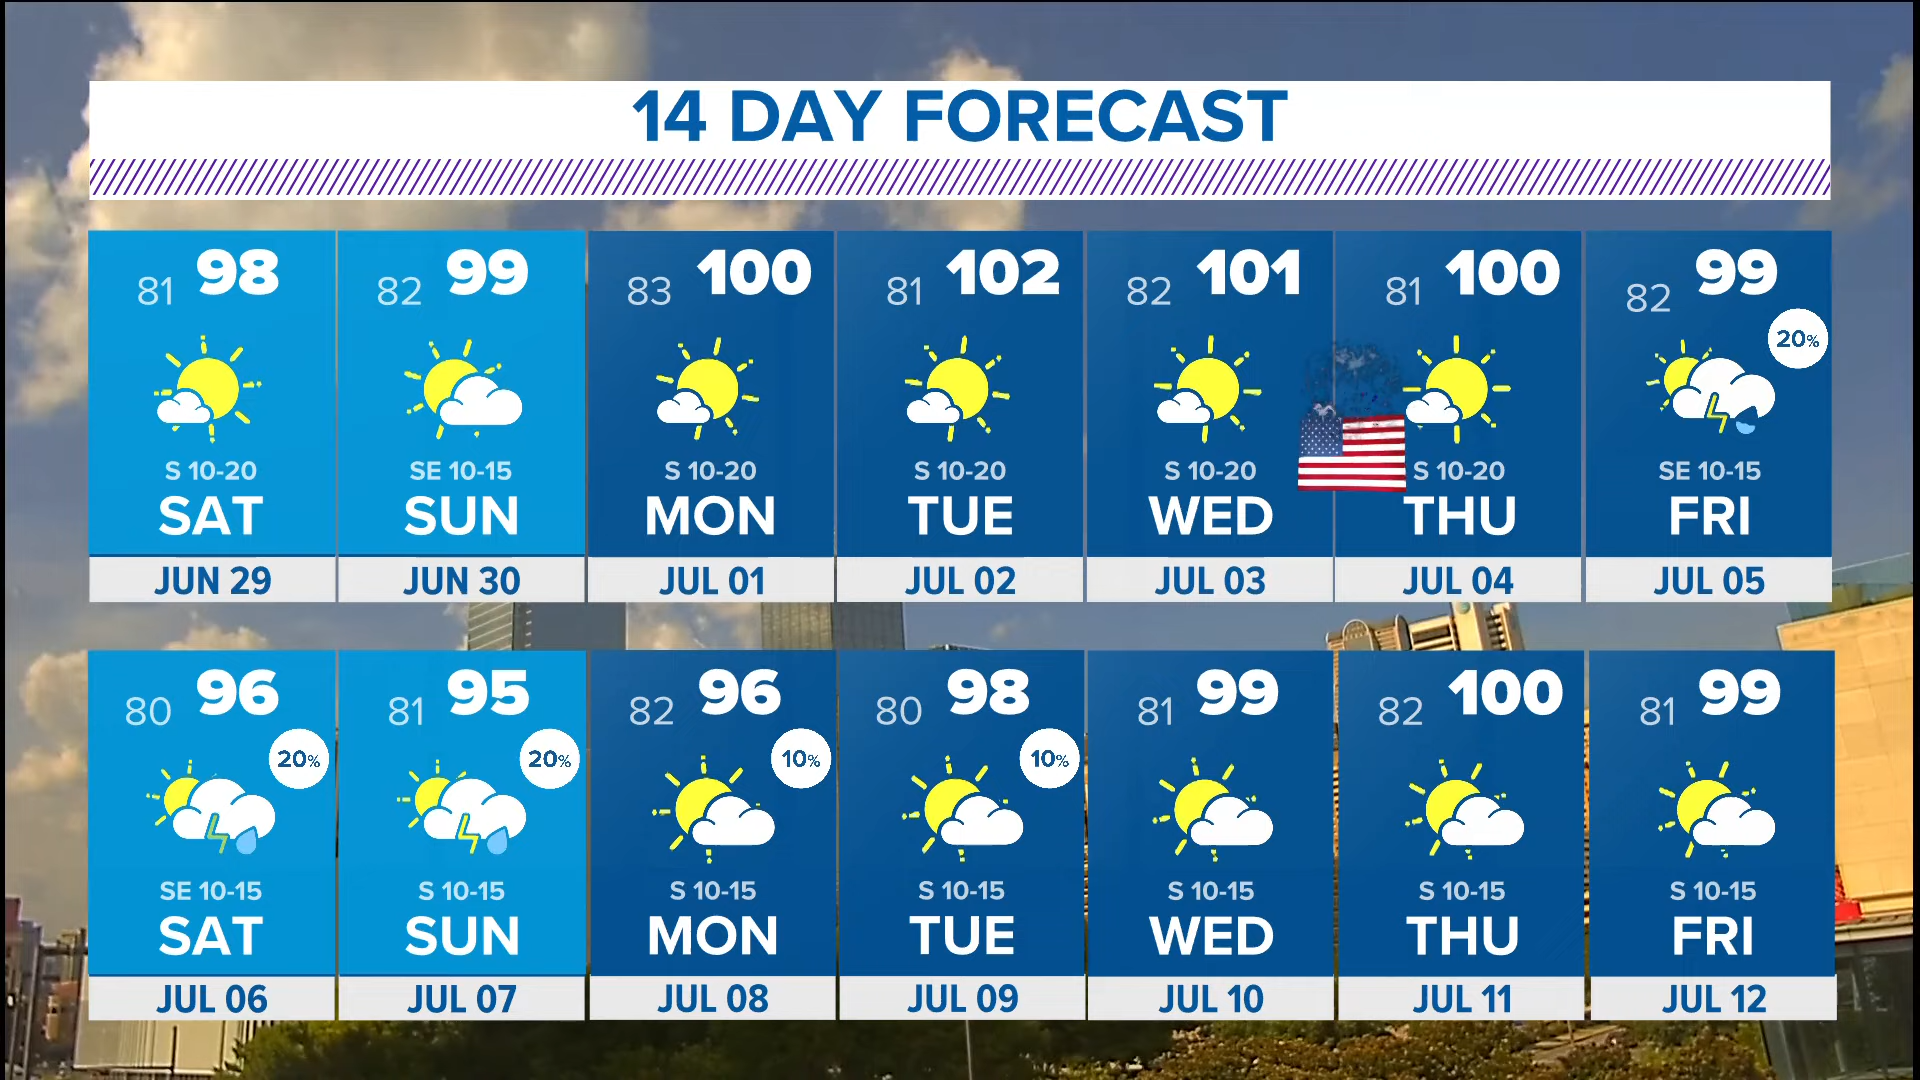 14 DAY FORECAST
81 98 82 99 83 100 81 102 82 101 81 100 82 99
20%
S 10-20 SE 10-15 S 10-20 S 10-20 S 10-20 S 10-20 SE 10-15
SAT SUN MON TUE WED THU FRI
JUN 29 JUN 30 JUL 01 JUL 02 JUL 03 JUL 04 JUL 05
80 96 81 95 82 96 80 98 81 99 82 100 81 99
20% 20% 10% 10%
SE 10-15 S 10-15 S 10-15 S 10-15 S 10-15 S 10-15 S 10-15
SAT SUN MON TUE WED THU FRI
JUL 06 JUL 07 JUL 08 JUL 09 JUL 10 JUL 11 JUL 12